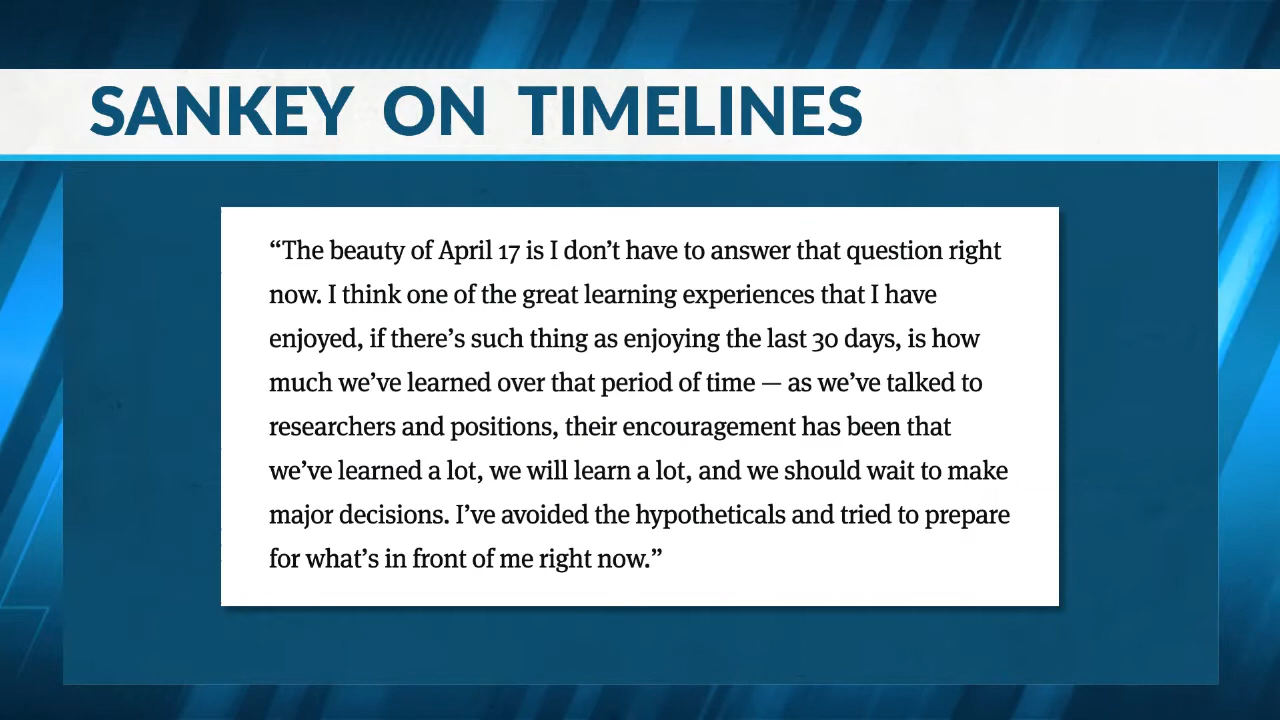 SANKEY ON TIMELINES
“The beauty of April 17 is I don’t have to answer that question right
now. I think one of the great learning experiences that I have
enjoyed, if there’s such thing as enjoying the last 30 days, is how
much we’ve learned over that period of time — as we’ve talked to
researchers and positions, their encouragement has been that
we’ve learned a lot, we will learn a lot, and we should wait to make
major decisions. I’ve avoided the hypotheticals and tried to prepare
for what’s in front of me right now.”